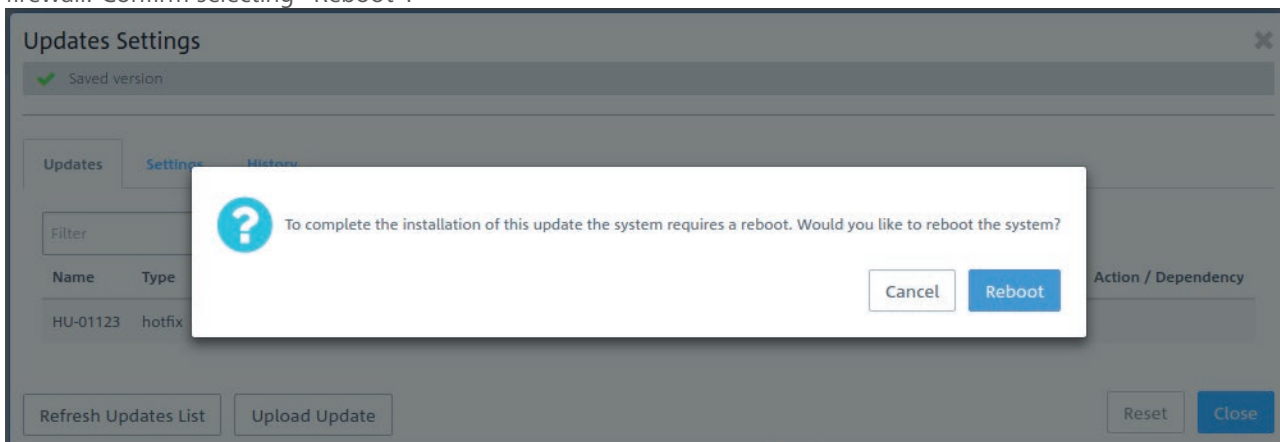 firewall. Confirm selecting "Reboot".
Updates Settings
Saved version
Updates Settings History
To complete the installation of this update the system requires a reboot. Would you like to reboot the system?
Filter
Cancel Reboot
Name Type Action / Dependency
HU-01123 hotfix
Refresh Updates List Upload Update Reset Close